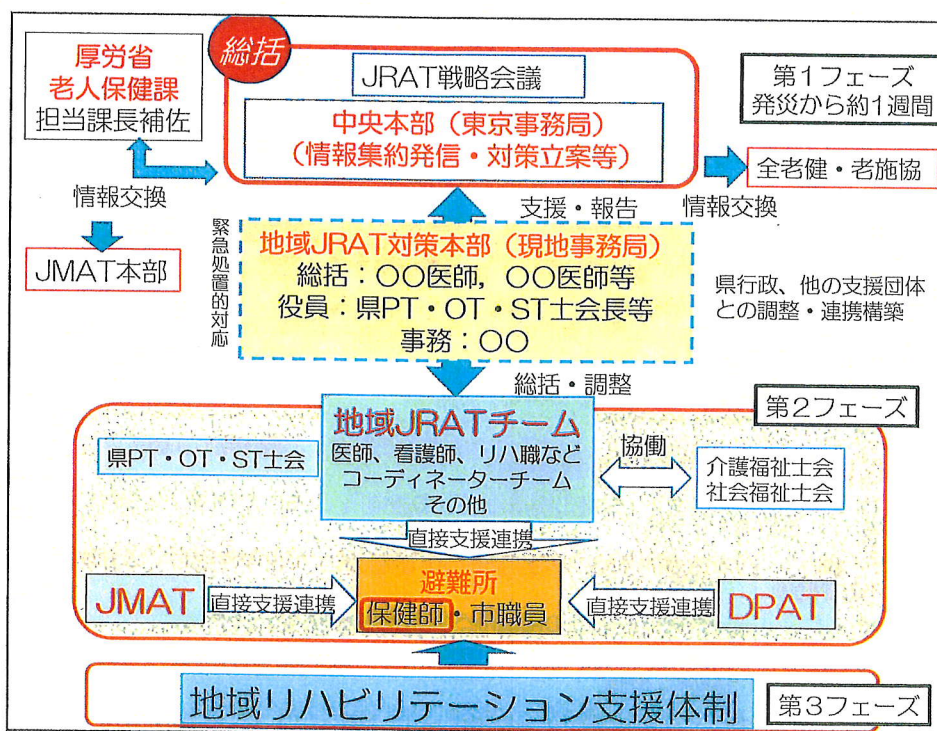 厚労省
老人保健課
担当課長補佐
総括
JRAT戦略会議
中央本部（東京事務局）
（情報集約発信・対策立案等）
第1フェーズ
発災から約1週間
全老健・老施協
情報交換
支援・報告
情報交換
JMAT本部
緊急処置的対応
地域JRAT対策本部（現地事務局）
総括：〇〇医師，〇〇医師等
役員：県PT・OT・ST士会長等
事務：〇〇
県行政、他の支援団体
との調整・連携構築
総括・調整
第2フェーズ
地域JRATチーム
医師、看護師、リハ職など
コーディネーターチーム
その他
県PT・OT・ST士会
協働
介護福祉士会
社会福祉士会
直接支援連携
避難所
保健師・市職員
JMAT
直接支援連携
直接支援連携
DPAT
地域リハビリテーション支援体制
第3フェーズ